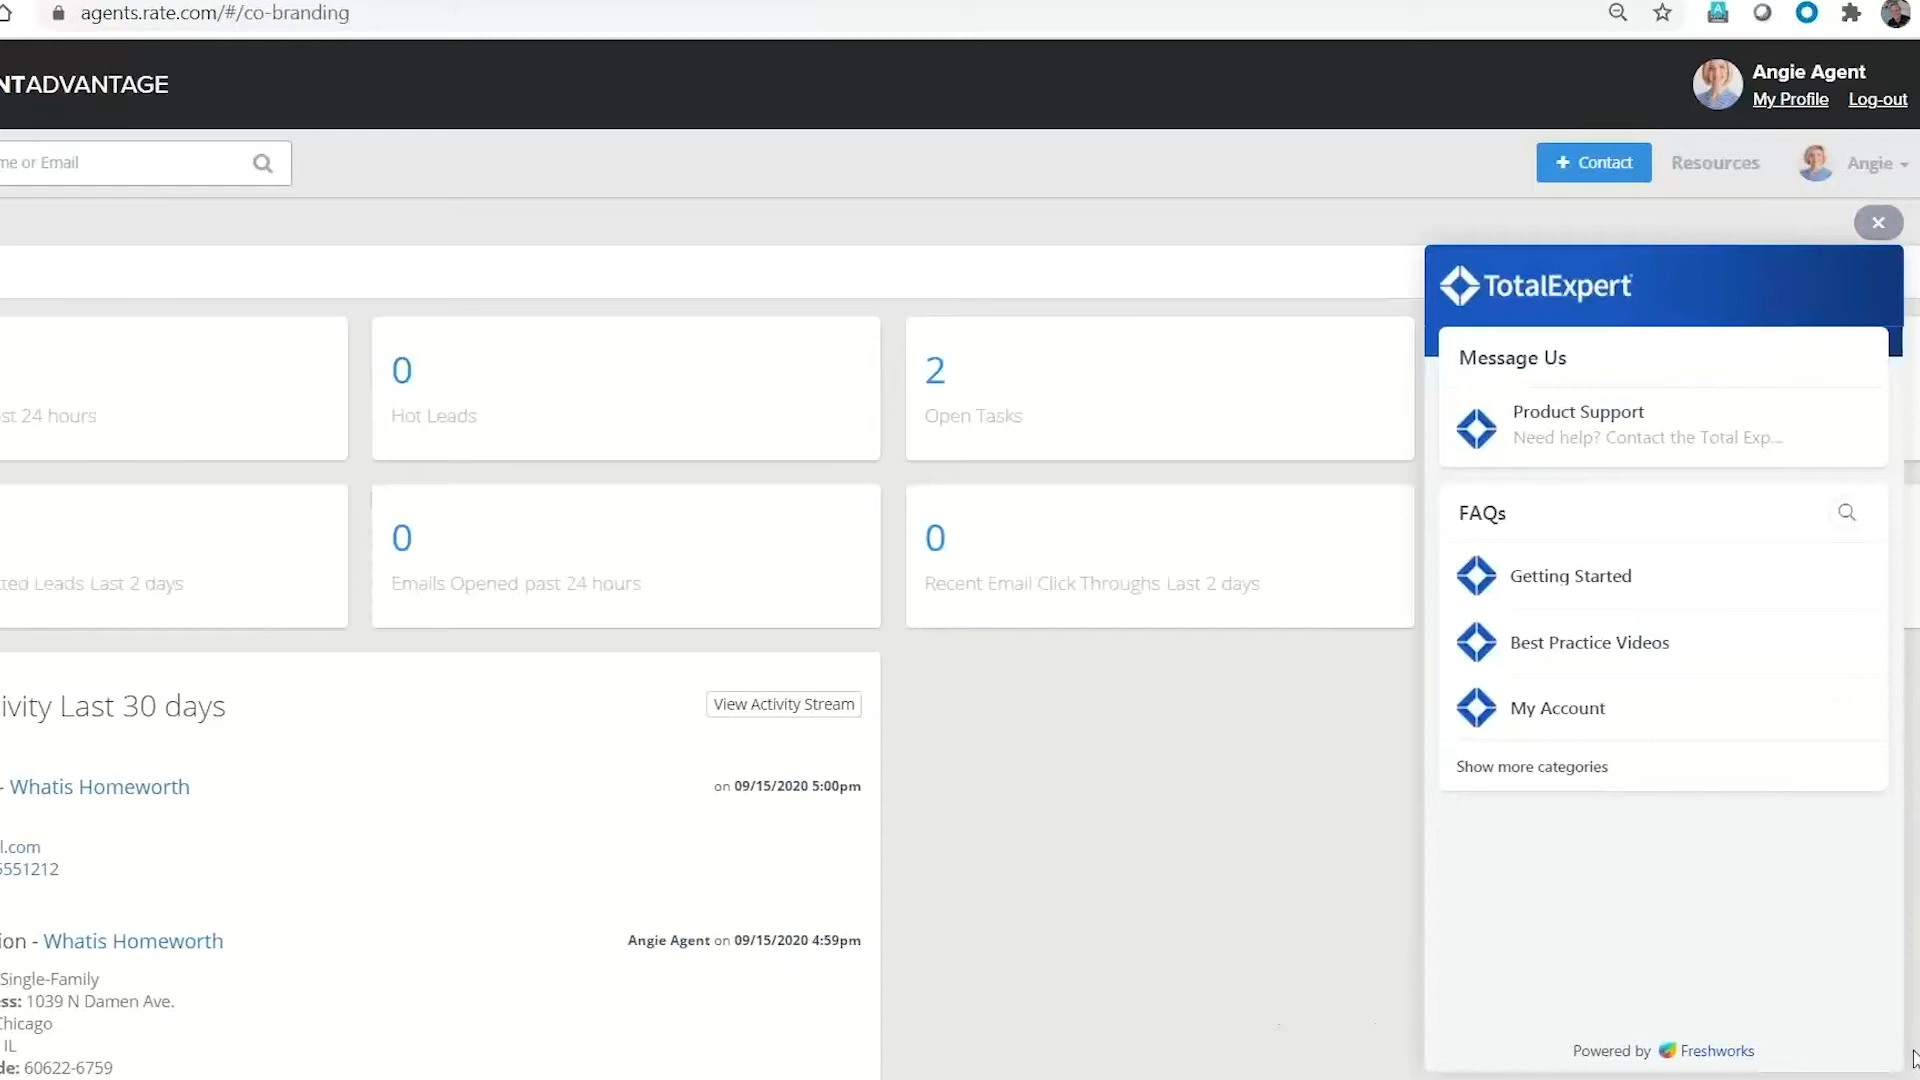 agents.rate.com/#/co-branding
NTADVANTAGE
Angie Agent
My Profile Log-out
me or Email
+ Contact
Resources
Angie
TotalExpert
Message Us
Product Support
Need help? Contact the Total Exp...
0
Hot Leads
2
Open Tasks
st 24 hours
FAQs
Getting Started
Best Practice Videos
My Account
Show more categories
ted Leads Last 2 days
0
Emails Opened past 24 hours
0
Recent Email Click Throughs Last 2 days
ivity Last 30 days
View Activity Stream
- Whatis Homeworth
on 09/15/2020 5:00pm
l.com
5551212
ion - Whatis Homeworth
Angie Agent on 09/15/2020 4:59pm
Single-Family
ess: 1039 N Damen Ave.
Chicago
IL
de: 60622-6759
Powered by Freshworks